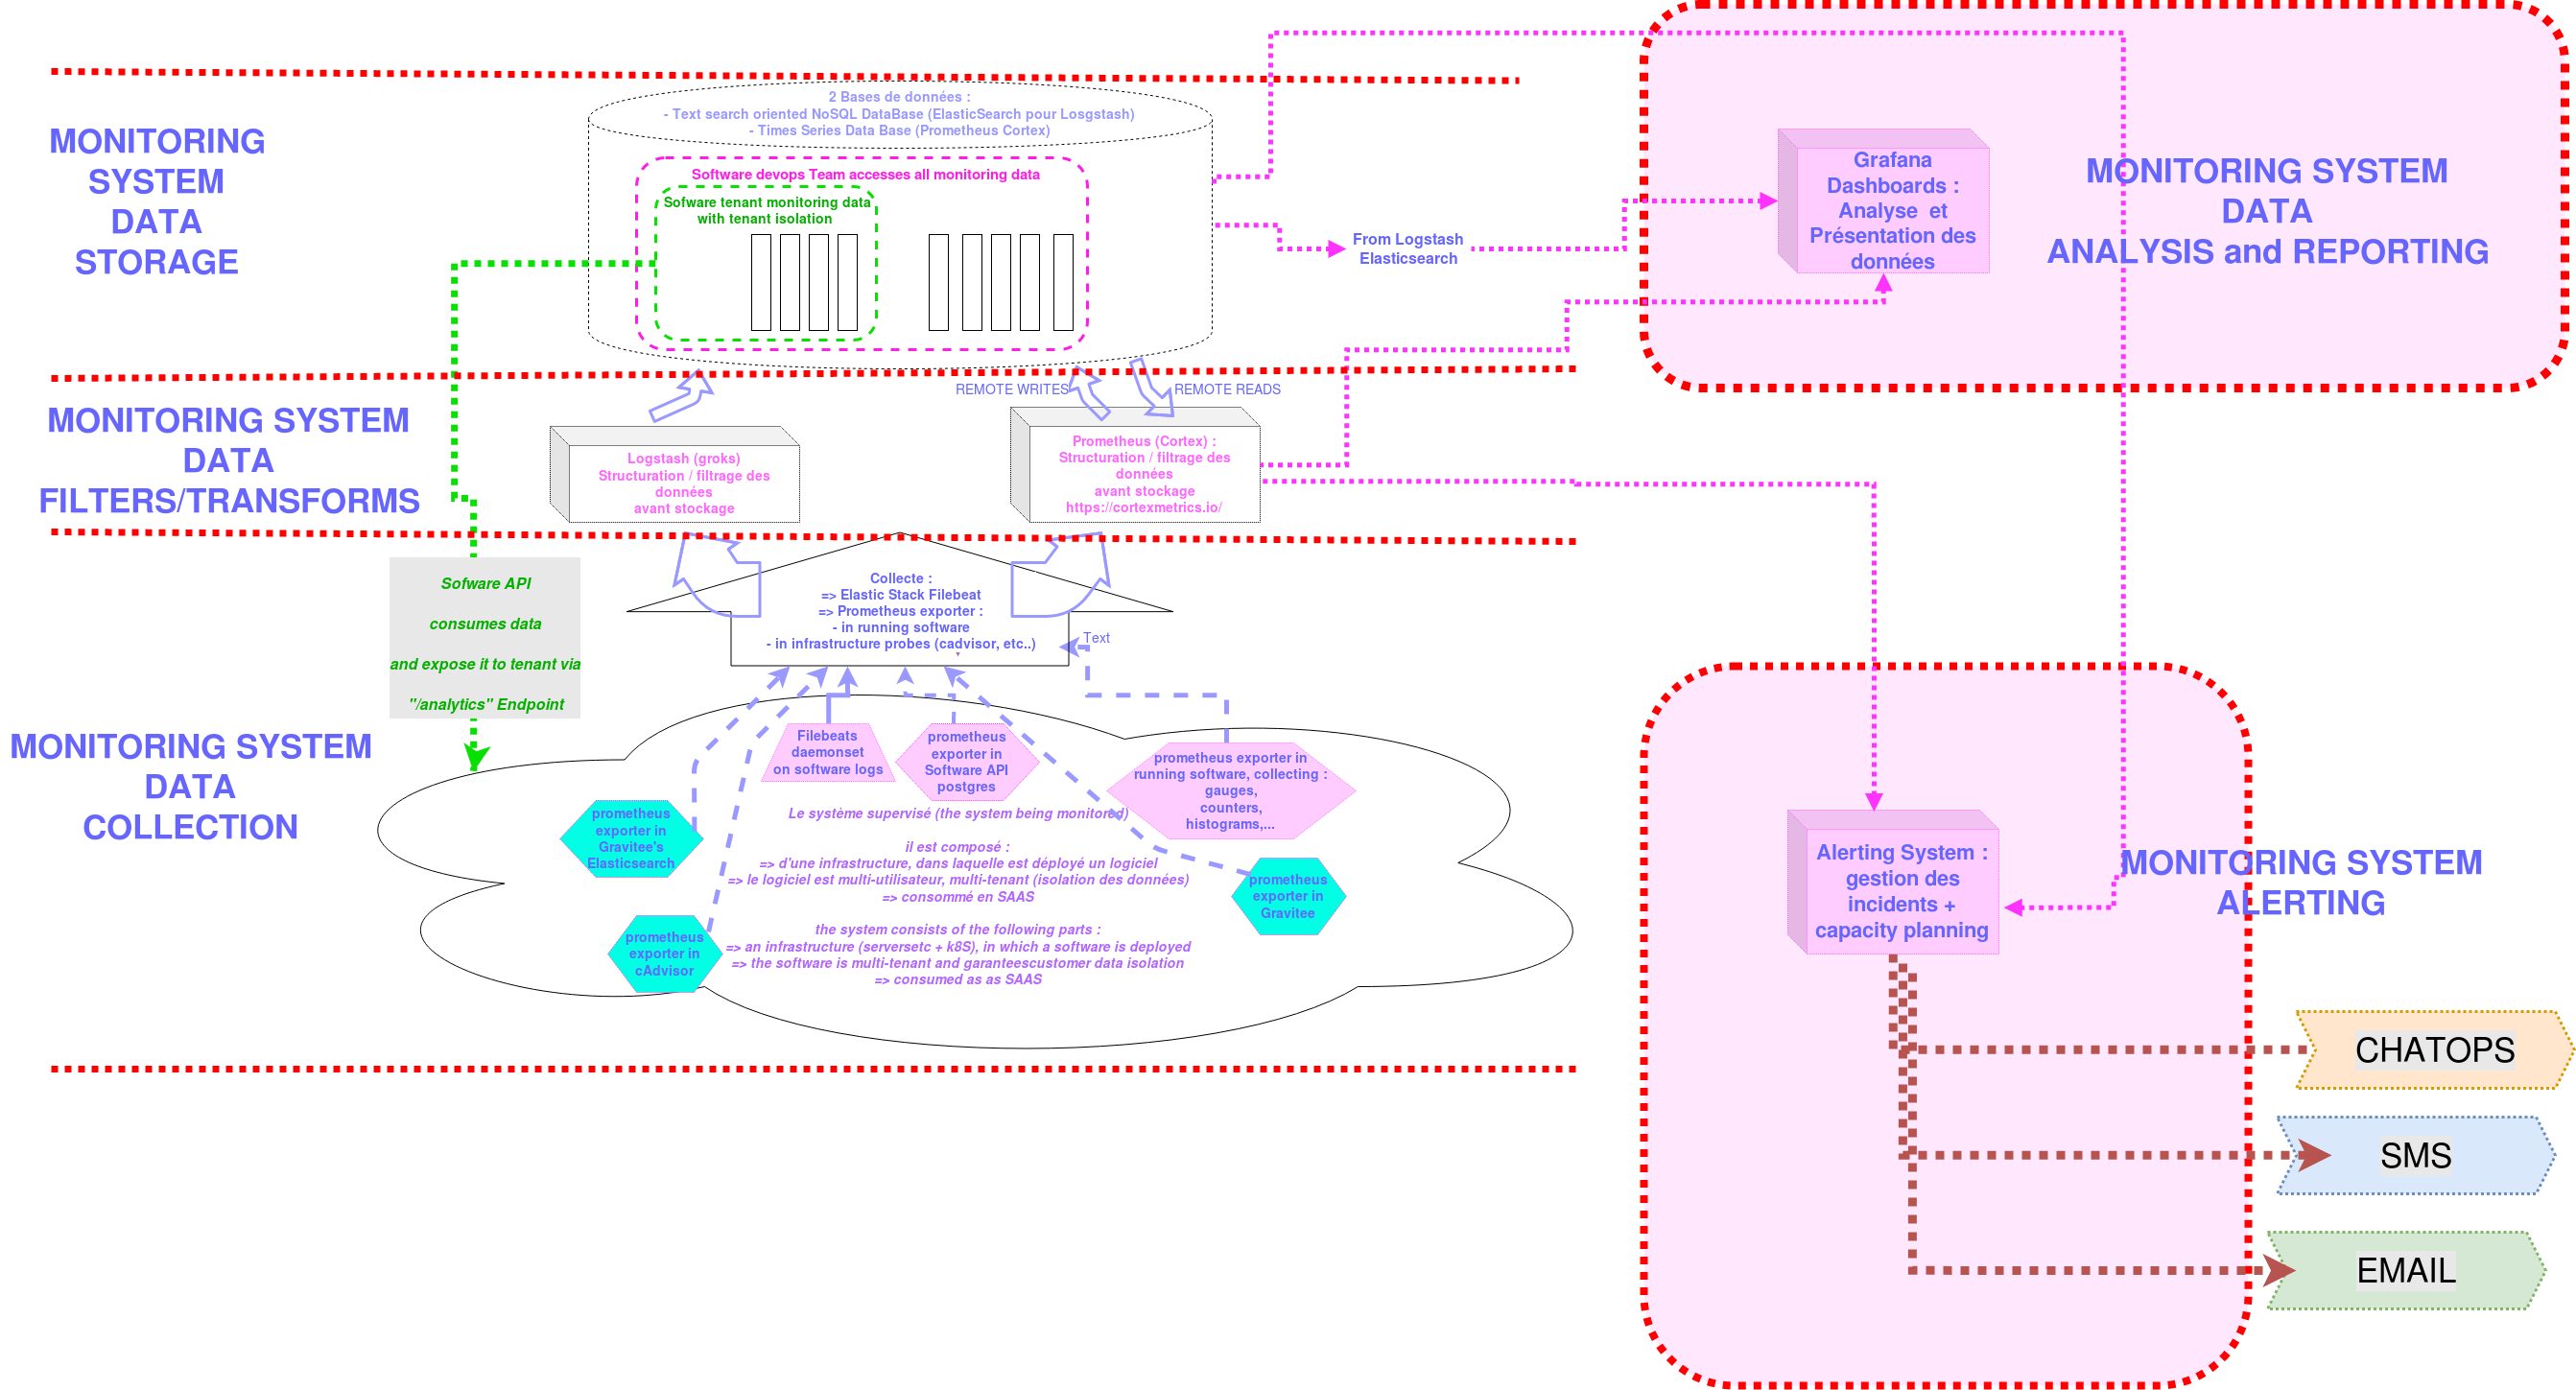 MONITORING
SYSTEM
DATA
STORAGE
2 Bases de données :
- Text search oriented NoSQL DataBase (ElasticSearch pour Losgstash)
- Times Series Data Base (Prometheus Cortex)
Software devops Team accesses all monitoring data
Sofware tenant monitoring data
with tenant isolation
From Logstash
Elasticsearch
Grafana
Dashboards :
Analyse et
Présentation des
données
MONITORING SYSTEM
DATA
ANALYSIS and REPORTING
REMOTE WRITES
REMOTE READS
MONITORING SYSTEM
DATA
FILTERS/TRANSFORMS
Logstash (groks)
Structuration / filtrage des
données
avant stockage
Prometheus (Cortex) :
Structuration / filtrage des
données
avant stockage
https://cortexmetrics.io/
Sofware API
consumes data
and expose it to tenant via
"/analytics" Endpoint
Collecte :
=> Elastic Stack Filebeat
=> Prometheus exporter :
- in running software
- in infrastructure probes (cadvisor, etc..)
Text
MONITORING SYSTEM
DATA
COLLECTION
Filebeats
daemonset
on software logs
prometheus
exporter in
Software API
postgres
prometheus exporter in
running software, collecting :
gauges,
counters,
histograms,...
prometheus
exporter in
Gravitee's
Elasticsearch
Le système supervisé (the system being monitored)
il est composé :
=> d'une infrastructure, dans laquelle est déployé un logiciel
=> le logiciel est multi-utilisateur, multi-tenant (isolation des données)
=> consommé en SAAS
the system consists of the following parts :
=> an infrastructure (serversetc + k8S), in which a software is deployed
=> the software is multi-tenant and garanteescustomer data isolation
=> consumed as as SAAS
prometheus
exporter in
Gravitee
prometheus
exporter in
cAdvisor
Alerting System :
gestion des
incidents +
capacity planning
MONITORING SYSTEM
ALERTING
CHATOPS
SMS
EMAIL